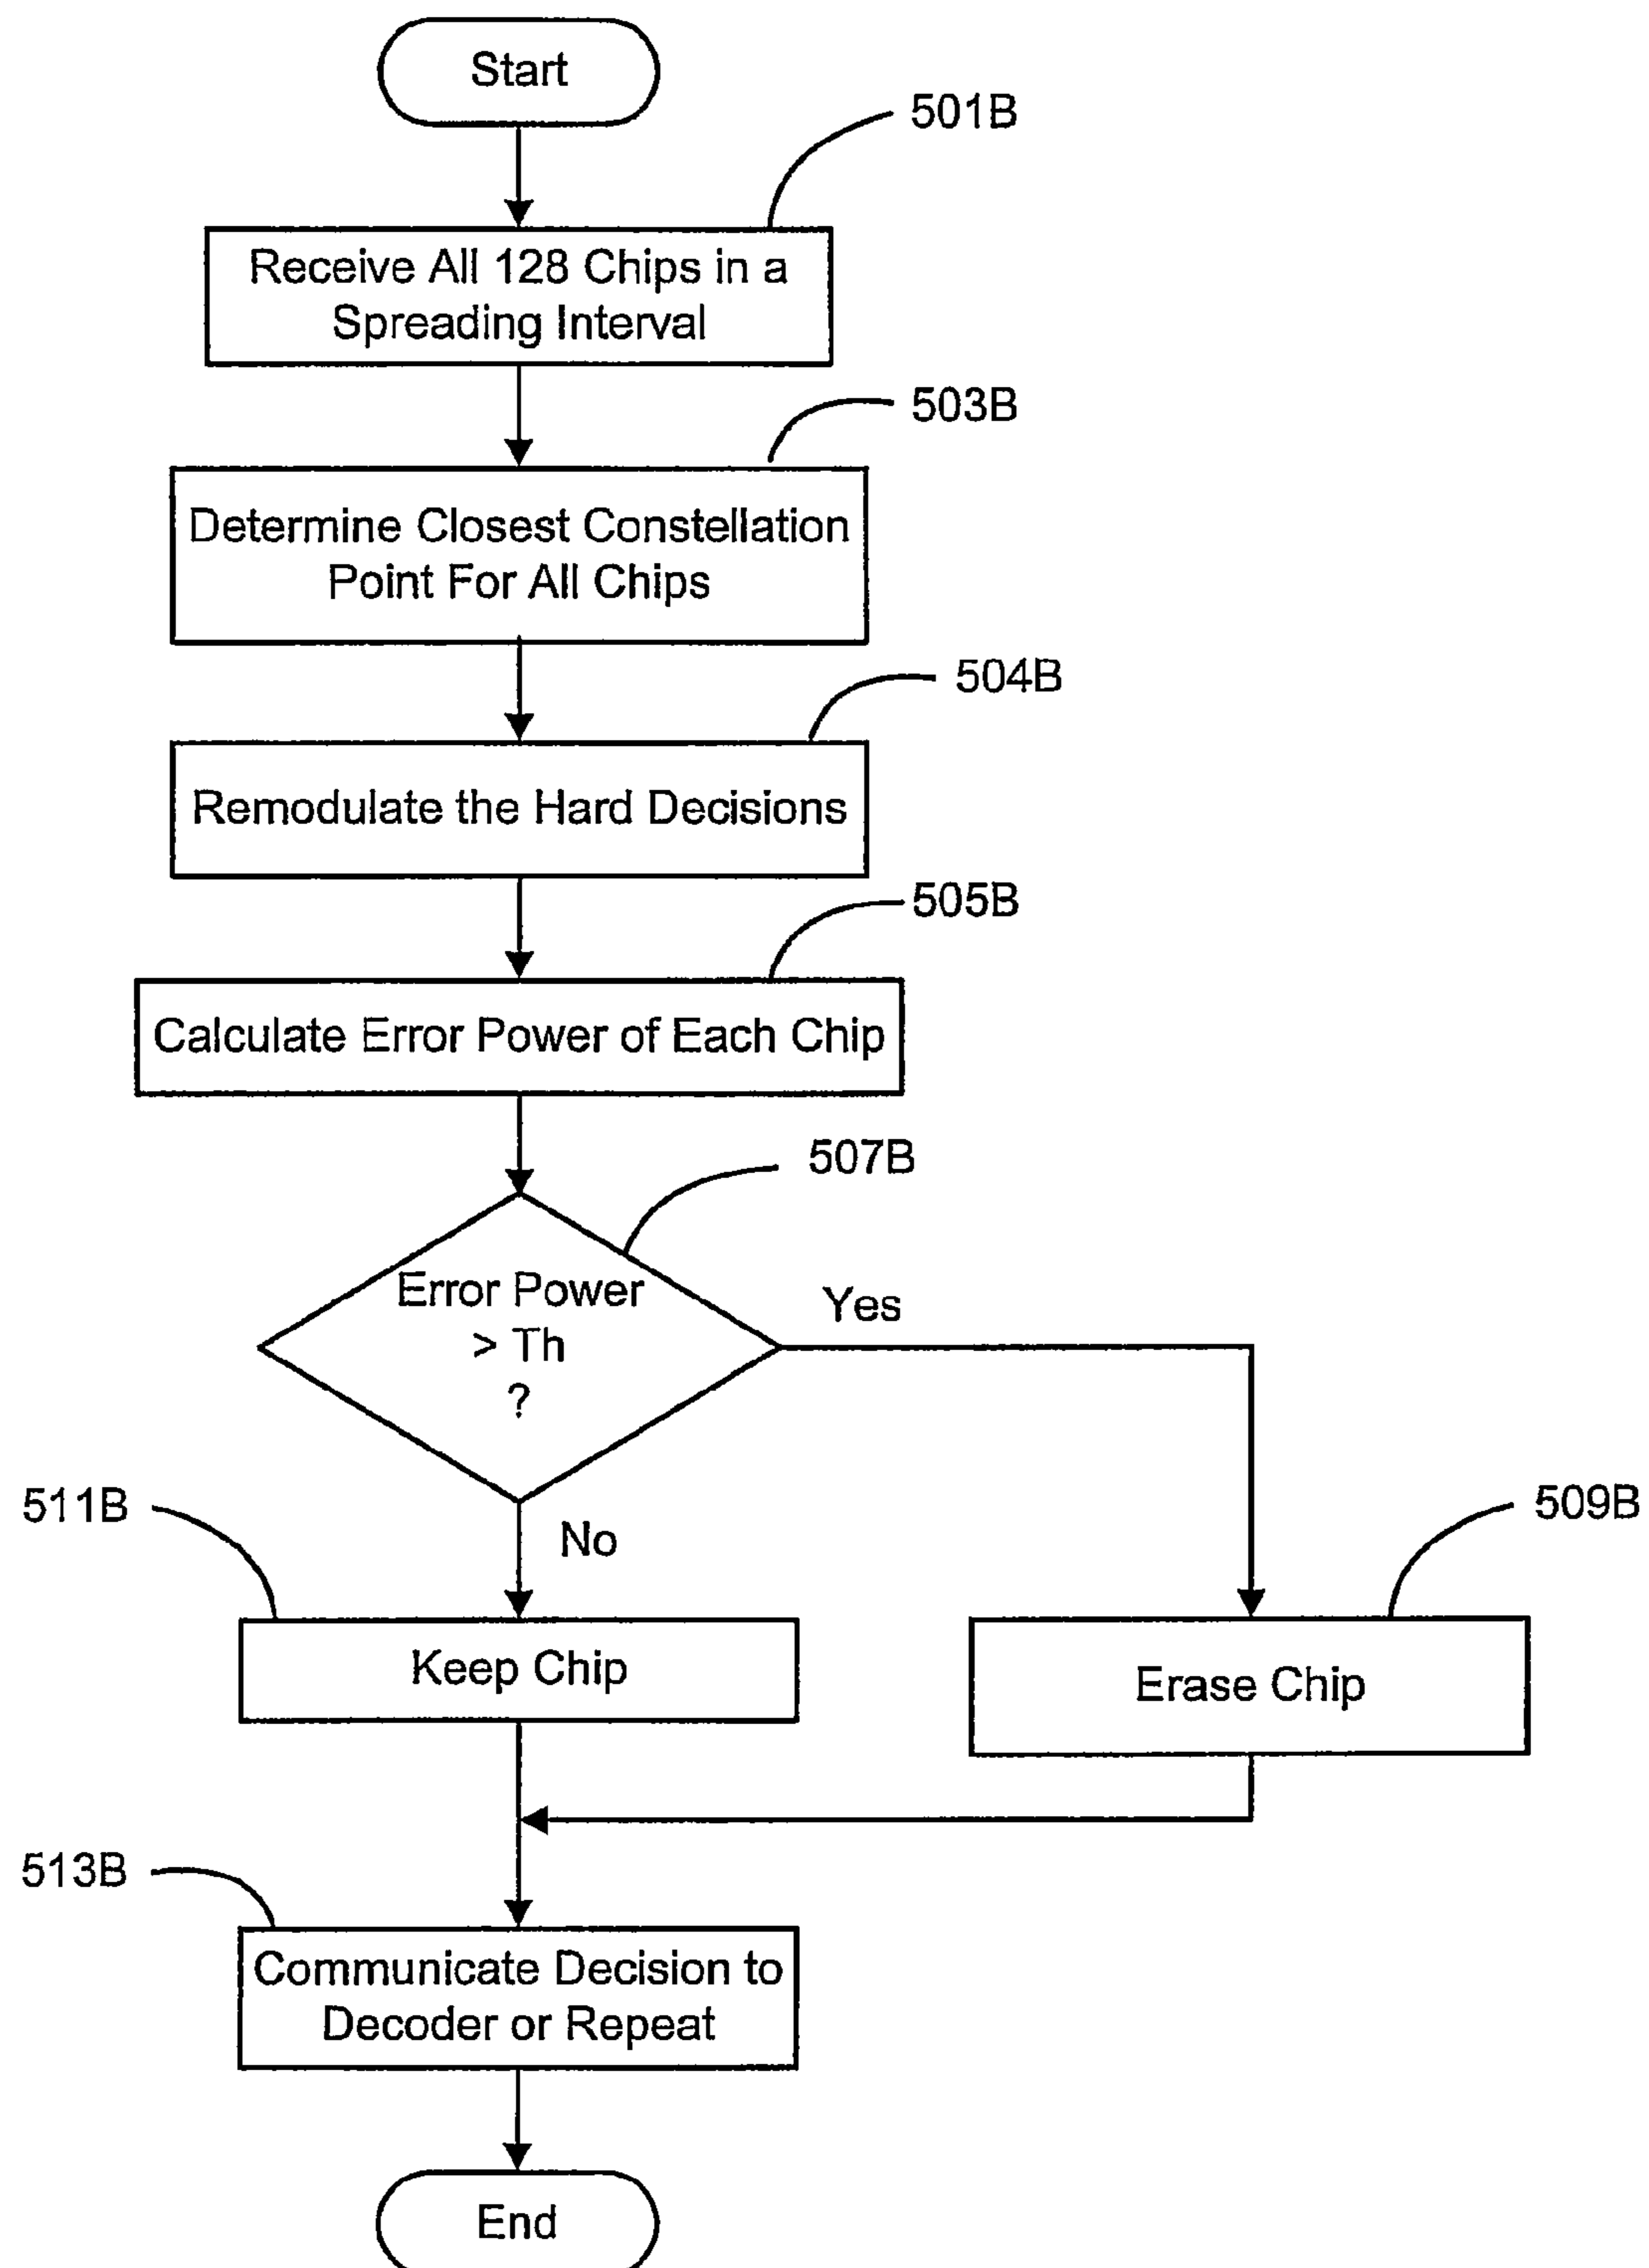 Start
501B
Receive All 128 Chips in a
Spreading Interval
503B
Determine Closest Constellation
Point For All Chips
504B
Remodulate the Hard Decisions
505B
Calculate Error Power of Each Chip
507B
Error Power
> Th
?
Yes
No
511B
509B
Keep Chip
Erase Chip
513B
Communicate Decision to
Decoder or Repeat
End